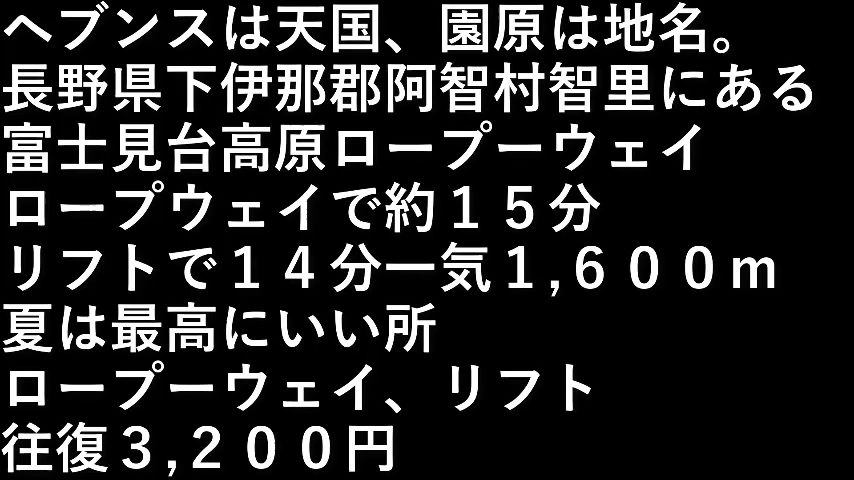 ヘブンスは天国、園原は地名。
長野県下伊那郡阿智村智里にある
富士見台高原ロープーウェイ
ロープウェイで約１５分
リフトで１４分一気１,６００ｍ
夏は最高にいい所
ロープーウェイ、リフト
往復３,２００円